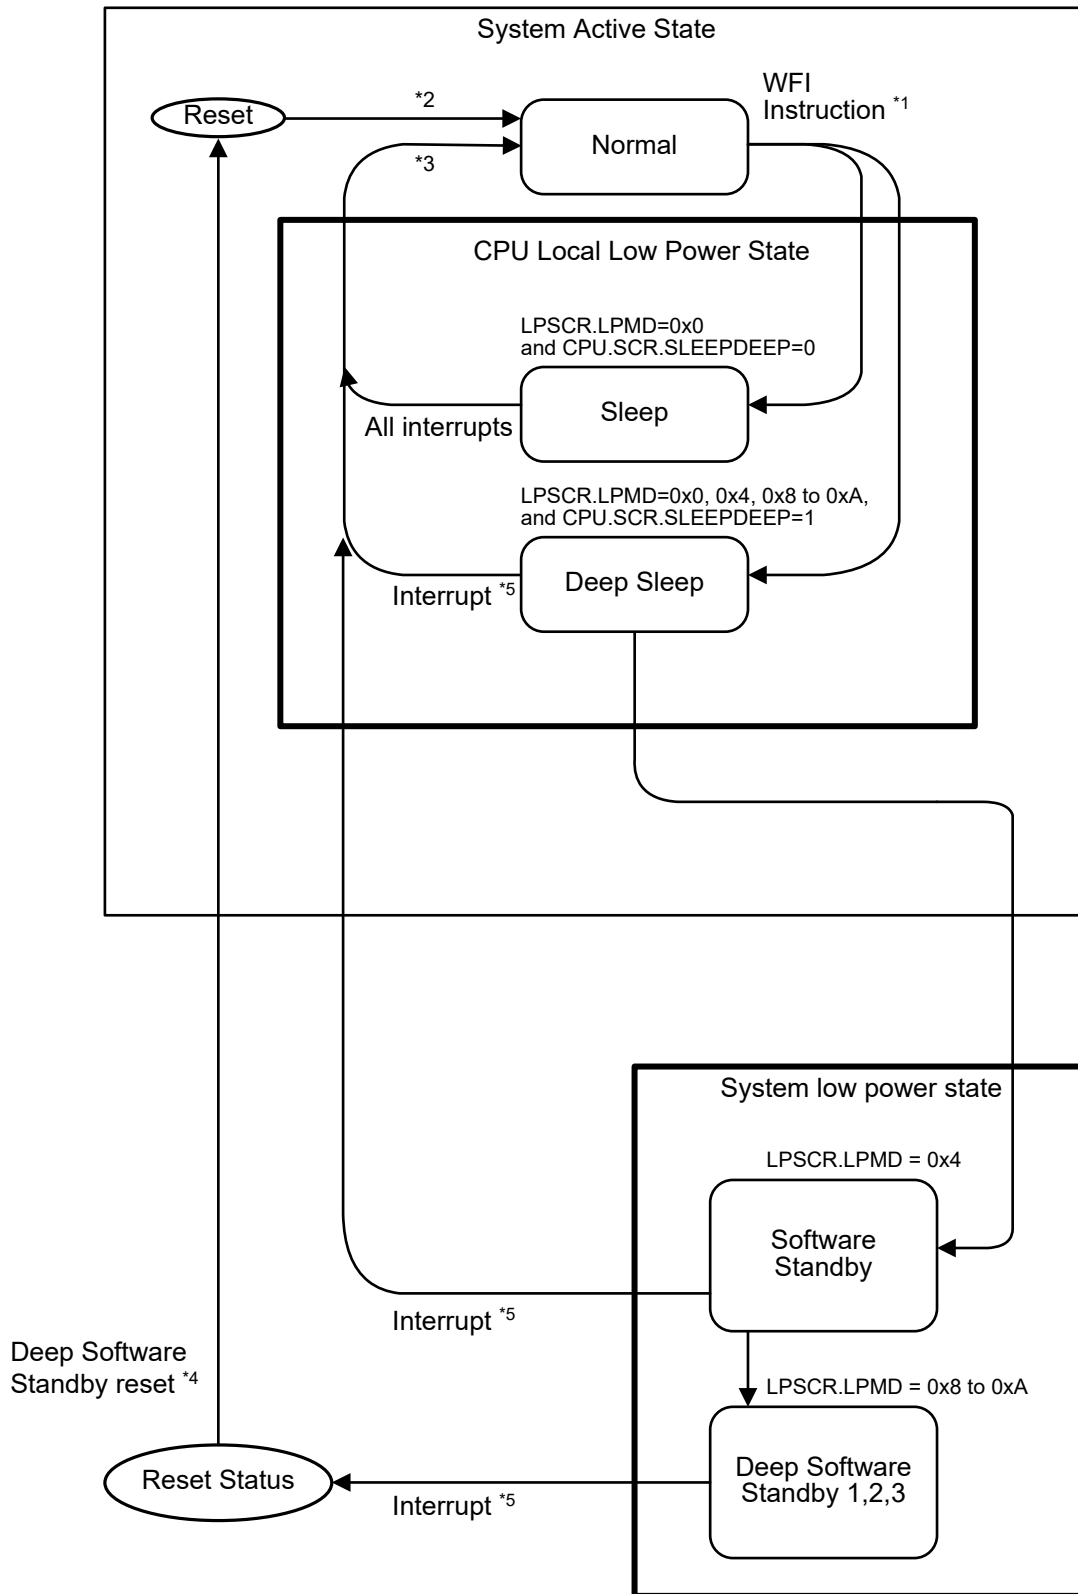 System Active State
Reset
*2
Normal
WFI
Instruction *1
*3
CPU Local Low Power State
LPSCR.LPMD=0x0
and CPU.SCR.SLEEPDEEP=0
Sleep
All interrupts
LPSCR.LPMD=0x0, 0x4, 0x8 to 0xA,
and CPU.SCR.SLEEPDEEP=1
Deep Sleep
Interrupt *5
System low power state
LPSCR.LPMD = 0x4
Software
Standby
Interrupt *5
Deep Software
Standby reset *4
LPSCR.LPMD = 0x8 to 0xA
Deep Software
Standby 1,2,3
Reset Status
Interrupt *5